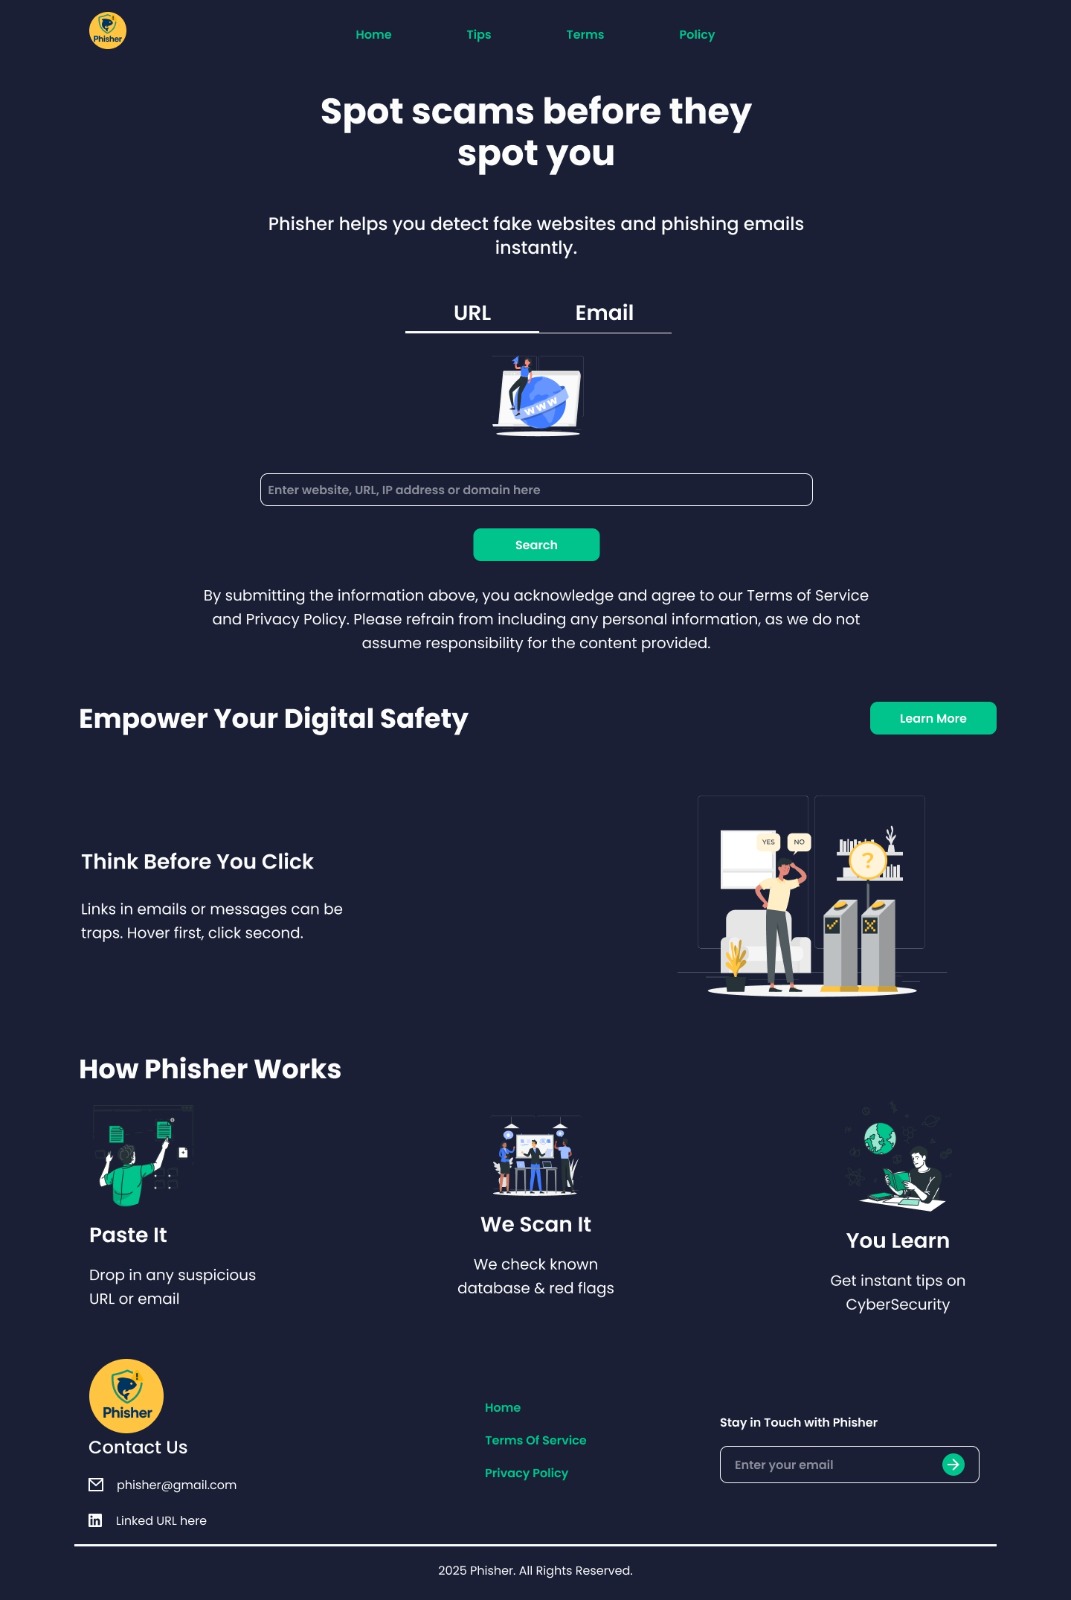 Phisher
Home
Tips
Terms
Policy
Spot scams before they
spot you
Phisher helps you detect fake websites and phishing emails
instantly.
URL
Email
WWW
Enter website, URL, IP address or domain here
Search
By submitting the information above, you acknowledge and agree to our Terms of Service
and Privacy Policy. Please refrain from including any personal information, as we do not
assume responsibility for the content provided.
Empower Your Digital Safety
Learn More
YES
NO
?
Think Before You Click
Links in emails or messages can be
traps. Hover first, click second.
How Phisher Works
Paste It
Drop in any suspicious
URL or email
We Scan It
We check known
database & red flags
You Learn
Get instant tips on
CyberSecurity
Phisher
Contact Us
phisher@gmail.com
in
Linked URL here
Home
Terms Of Service
Privacy Policy
Stay in Touch with Phisher
Enter your email
2025 Phisher. All Rights Reserved.